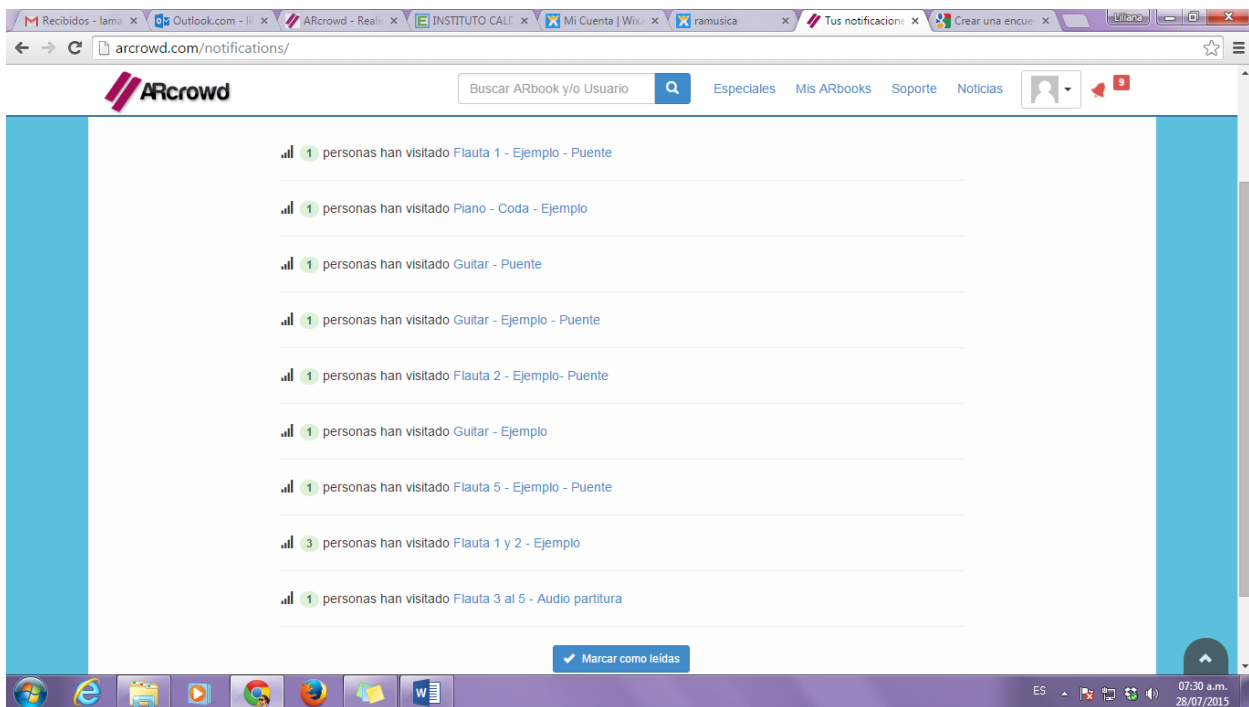 Recibidos - lama
Outlook.com - lil
ARcrowd - Reali
INSTITUTO CALD
Mi Cuenta | Wix.
ramusica
Tus notificacione
Crear una encue
Liliana
arcrowd.com/notifications/
ARcrowd
Buscar ARbook y/o Usuario
Especiales
Mis ARbooks
Soporte
Noticias
9
1 personas han visitado Flauta 1 - Ejemplo - Puente
1 personas han visitado Piano - Coda - Ejemplo
1 personas han visitado Guitar - Puente
1 personas han visitado Guitar - Ejemplo - Puente
1 personas han visitado Flauta 2 - Ejemplo- Puente
1 personas han visitado Guitar - Ejemplo
1 personas han visitado Flauta 5 - Ejemplo - Puente
3 personas han visitado Flauta 1 y 2 - Ejemplo
1 personas han visitado Flauta 3 al 5 - Audio partitura
Marcar como leídas
ES
07:30 a.m.
28/07/2015